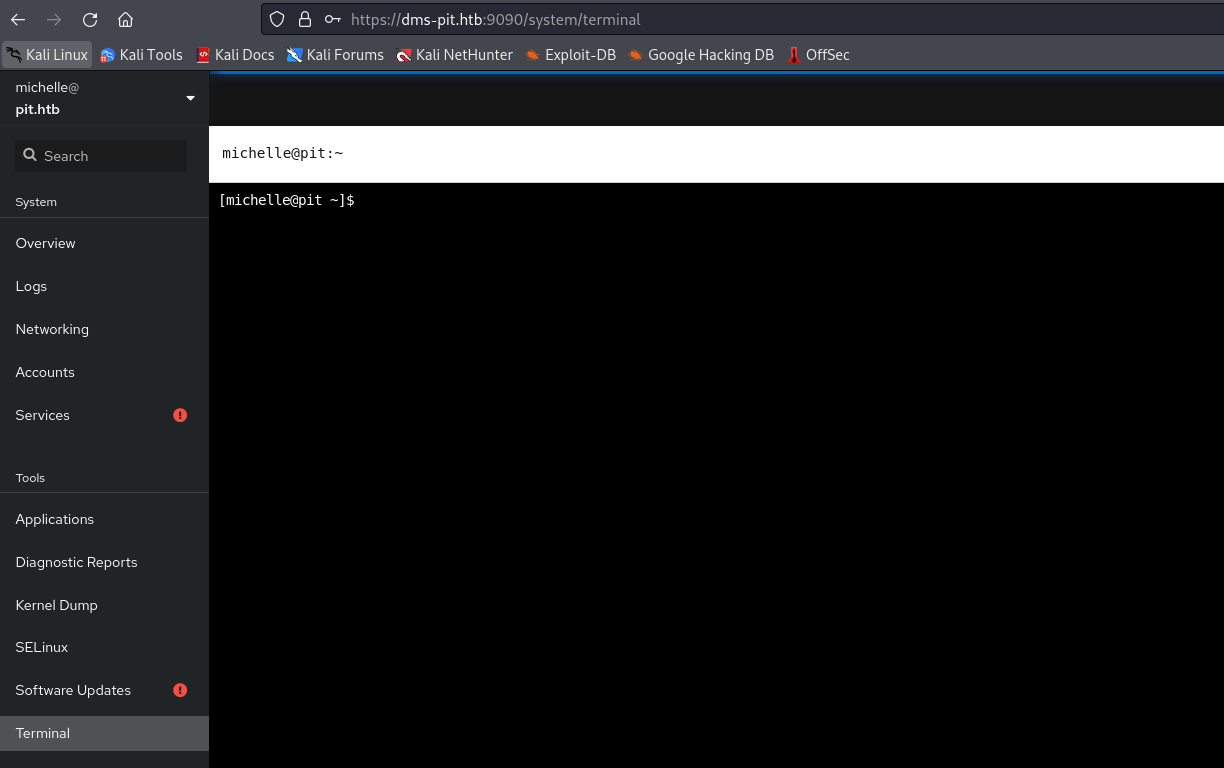 https://dms-pit.htb:9090/system/terminal
Kali Linux Kali Tools Kali Docs Kali Forums Kali NetHunter Exploit-DB Google Hacking DB OffSec
michelle@
pit.htb
Search
System
Overview
Logs
Networking
Accounts
Services
Tools
Applications
Diagnostic Reports
Kernel Dump
SELinux
Software Updates
Terminal
michelle@pit:~
[michelle@pit ~]$